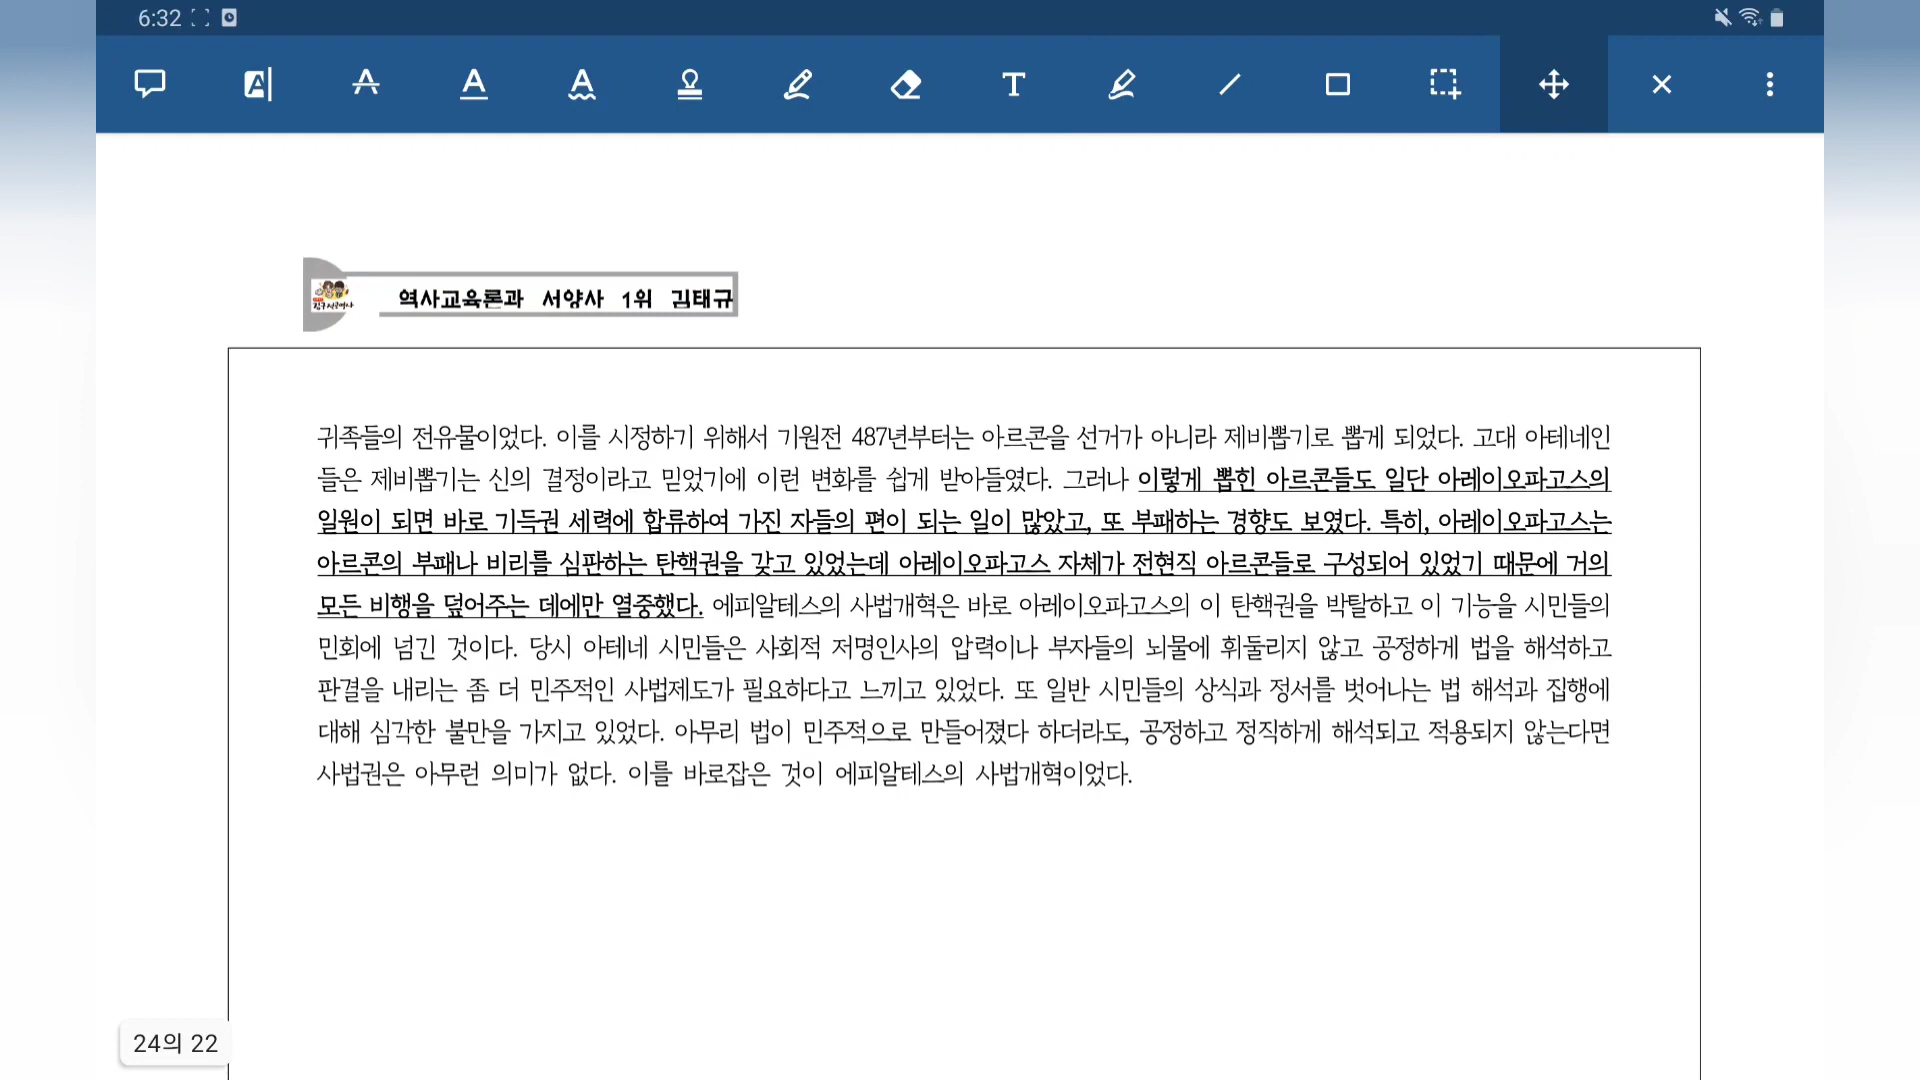 6:32
A
A
A
A
T
역사교육론과 서양사 1위 김태규
귀족들의 전유물이었다. 이를 시정하기 위해서 기원전 487년부터는 아르콘을 선거가 아니라 제비뽑기로 뽑게 되었다. 고대 아테네인
들은 제비뽑기는 신의 결정이라고 믿었기에 이런 변화를 쉽게 받아들였다. 그러나 이렇게 뽑힌 아르콘들도 일단 아레이오파고스의
일원이 되면 바로 기득권 세력에 합류하여 가진 자들의 편이 되는 일이 많았고, 또 부패하는 경향도 보였다. 특히, 아레이오파고스는
아르콘의 부패나 비리를 심판하는 탄핵권을 갖고 있었는데 아레이오파고스 자체가 전현직 아르콘들로 구성되어 있었기 때문에 거의
모든 비행을 덮어주는 데에만 열중했다. 에피알테스의 사법개혁은 바로 아레이오파고스의 이 탄핵권을 박탈하고 이 기능을 시민들의
민회에 넘긴 것이다. 당시 아테네 시민들은 사회적 저명인사의 압력이나 부자들의 뇌물에 휘둘리지 않고 공정하게 법을 해석하고
판결을 내리는 좀 더 민주적인 사법제도가 필요하다고 느끼고 있었다. 또 일반 시민들의 상식과 정서를 벗어나는 법 해석과 집행에
대해 심각한 불만을 가지고 있었다. 아무리 법이 민주적으로 만들어졌다 하더라도, 공정하고 정직하게 해석되고 적용되지 않는다면
사법권은 아무런 의미가 없다. 이를 바로잡은 것이 에피알테스의 사법개혁이었다.
24의 22